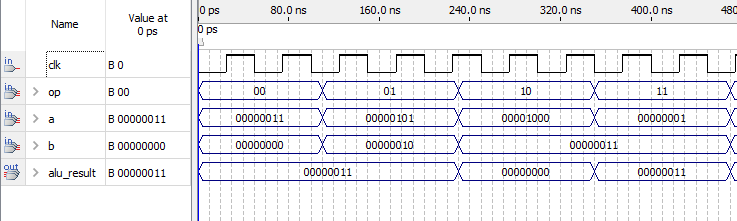 Name Value at 0 ps 0 ps 80.0 ns 160.0 ns 240.0 ns 320.0 ns 400.0 ns 480
0 ps
in clk B 0
in op B 00 00 01 10 11
in a B 00000011 00000011 00000101 00001000 00000001
in b B 00000000 00000000 00000010 00000011
out alu_result B 00000011 00000011 00000000 00000011